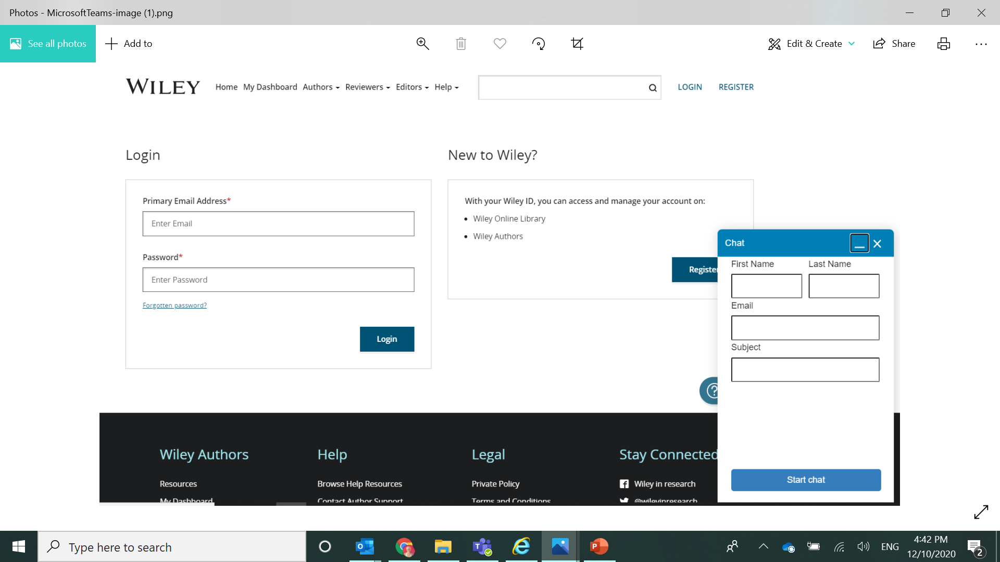 Photos - MicrosoftTeams-image (1).png
See all photos
Add to
Edit & Create
Share
WILEY
Home My Dashboard Authors Reviewers Editors Help
LOGIN REGISTER
Login
Primary Email Address*
Enter Email
Password*
Enter Password
Forgotten password?
Login
New to Wiley?
With your Wiley ID, you can access and manage your account on:
Wiley Online Library
Wiley Authors
Register
Chat
First Name Last Name
Email
Subject
Start chat
Wiley Authors
Resources
My Dashboard
Help
Browse Help Resources
Contact Author Support
Legal
Private Policy
Terms and Conditions
Stay Connected
Wiley in research
@wileyinresearch
Type here to search
ENG
4:42 PM
12/10/2020
2